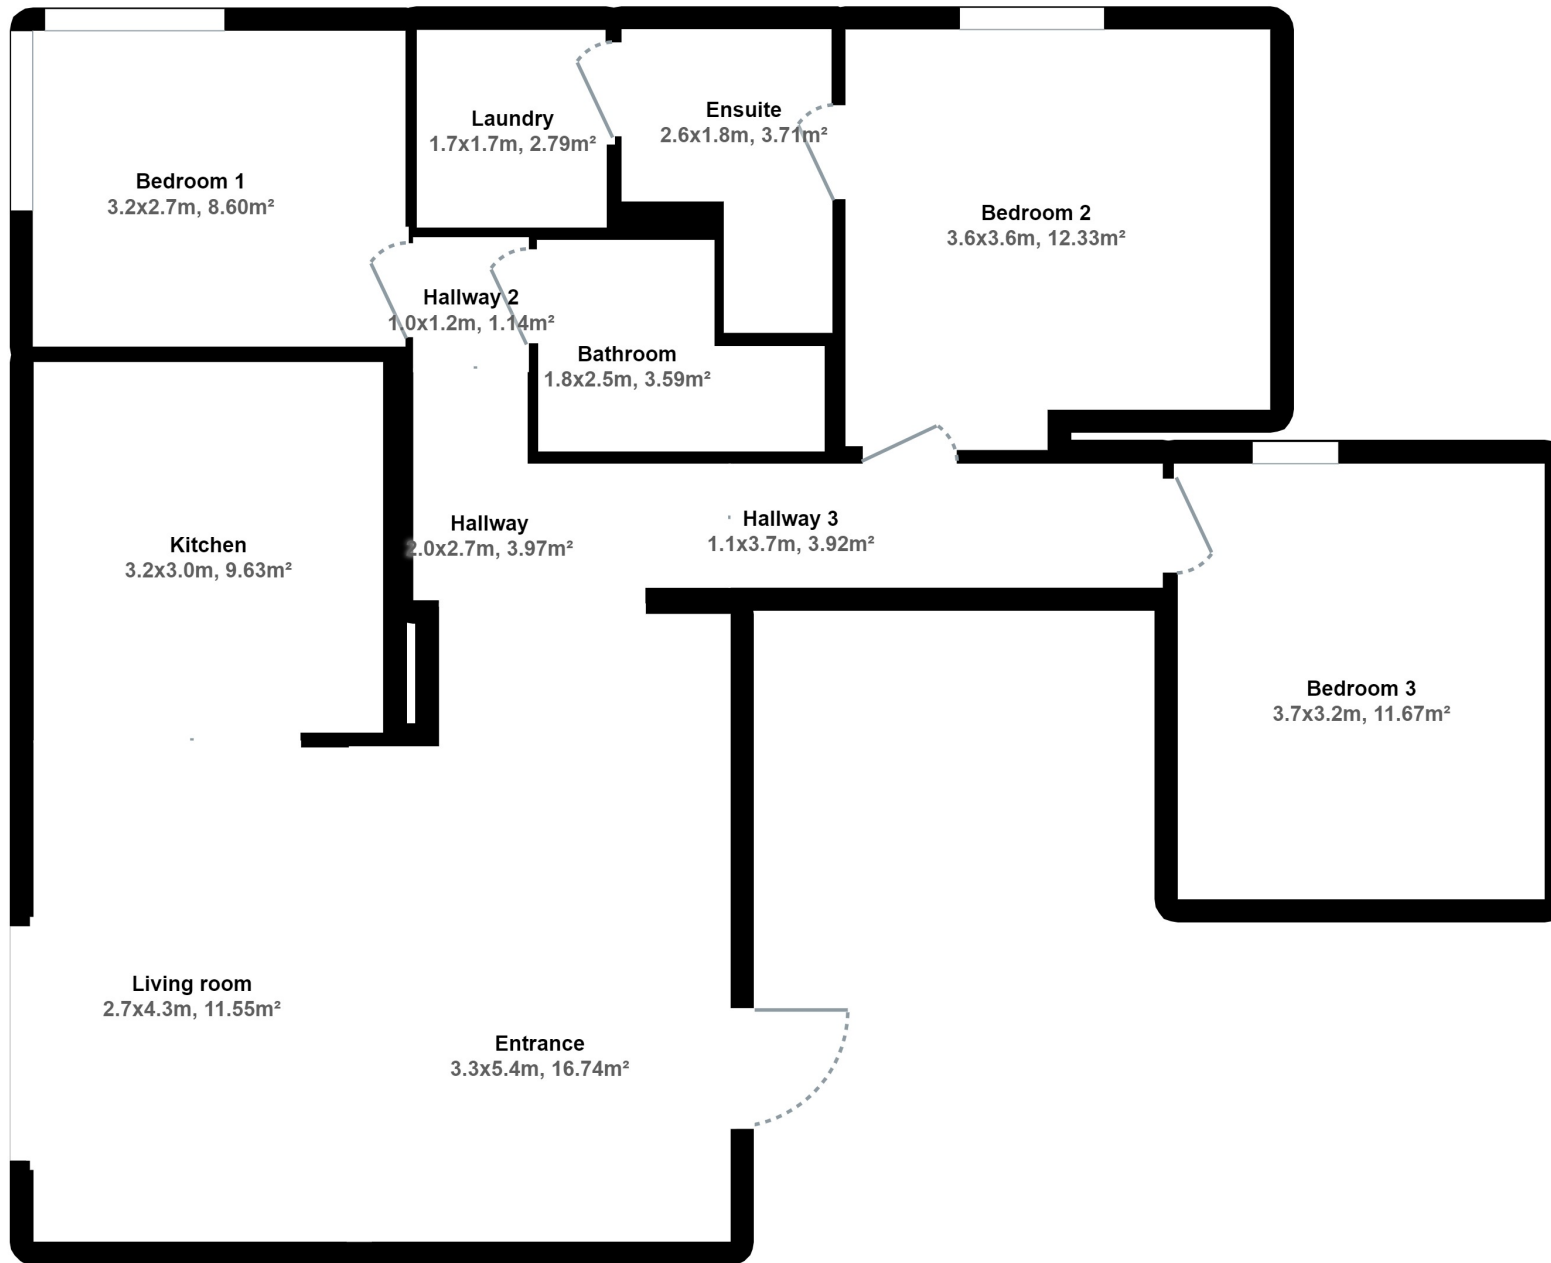 Laundry
1.7x1.7m, 2.79m²
Ensuite
2.6x1.8m, 3.71m²
Bedroom 1
3.2x2.7m, 8.60m²
Bedroom 2
3.6x3.6m, 12.33m²
Hallway 2
1.0x1.2m, 1.14m²
Bathroom
1.8x2.5m, 3.59m²
Kitchen
3.2x3.0m, 9.63m²
Hallway
2.0x2.7m, 3.97m²
Hallway 3
1.1x3.7m, 3.92m²
Bedroom 3
3.7x3.2m, 11.67m²
Living room
2.7x4.3m, 11.55m²
Entrance
3.3x5.4m, 16.74m²